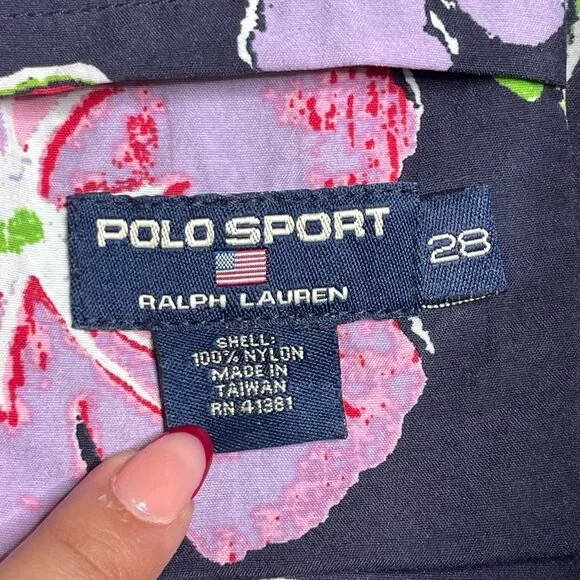 POLO SPORT
RALPH LAUREN
28
SHELL:
100% NYLON
MADE IN
TAIWAN
RN 41381